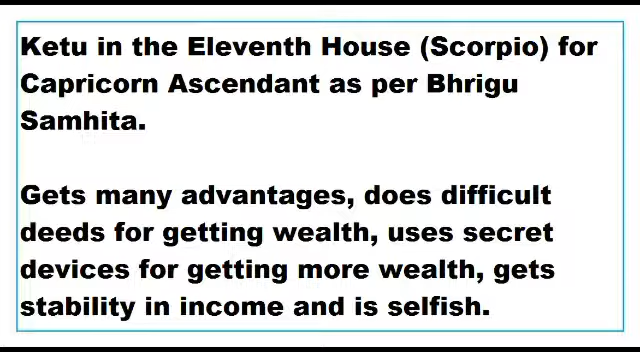 Ketu in the Eleventh House (Scorpio) for
Capricorn Ascendant as per Bhrigu
Samhita.
Gets many advantages, does difficult
deeds for getting wealth, uses secret
devices for getting more wealth, gets
stability in income and is selfish.